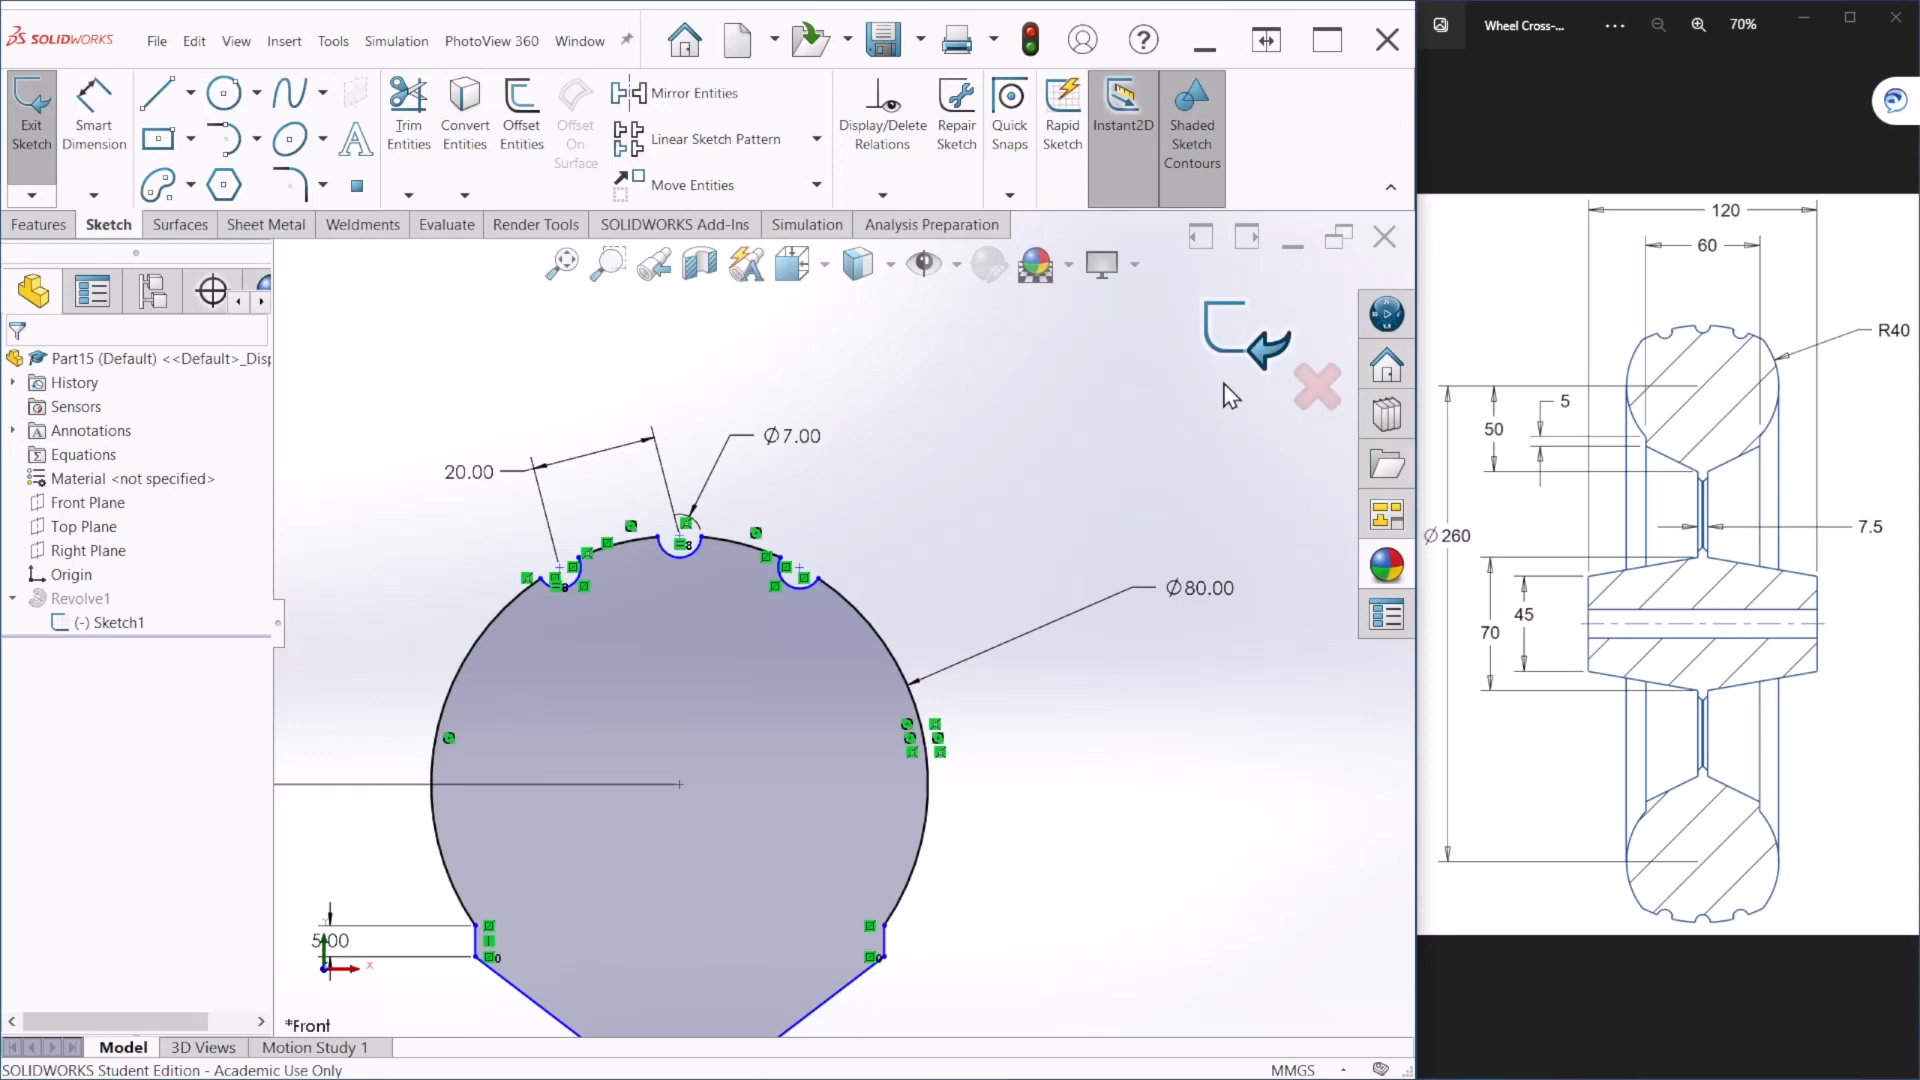 SOLIDWORKS File Edit View Insert Tools Simulation PhotoView 360 Window
Exit Sketch
Smart Dimension
Trim Entities
Convert Entities
Offset Entities
Offset On Surface
Mirror Entities
Linear Sketch Pattern
Move Entities
Display/Delete Relations
Repair Sketch
Quick Snaps
Rapid Sketch
Instant2D
Shaded Sketch Contours
Features Sketch Surfaces Sheet Metal Weldments Evaluate Render Tools SOLIDWORKS Add-Ins Simulation Analysis Preparation
Part15 (Default) <<Default>_Disp
History
Sensors
Annotations
Equations
Material <not specified>
Front Plane
Top Plane
Right Plane
Origin
Revolve1
(-) Sketch1
20.00
∅7.00
∅80.00
5.00
x
*Front
Model 3D Views Motion Study 1
SOLIDWORKS Student Edition - Academic Use Only
MMGS
Wheel Cross-...
70%
120
60
R40
5
50
∅260
7.5
45
70